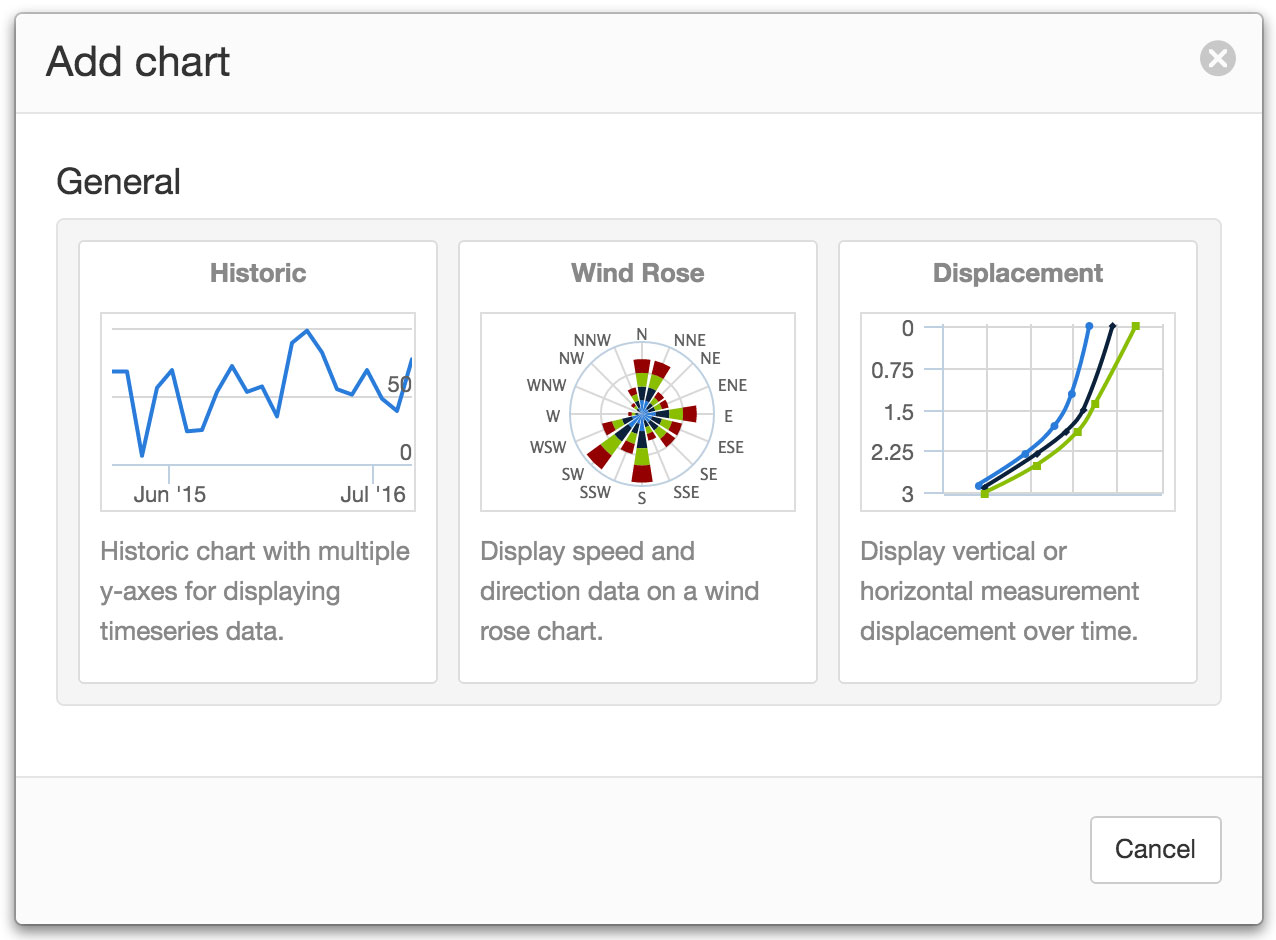 Add chart
General
Historic
50
0
Jun '15 Jul '16
Historic chart with multiple
y-axes for displaying
timeseries data.
Wind Rose
N
NNW NNE
NW NE
WNW ENE
W E
WSW ESE
SW SE
SSW SSE
S
Display speed and
direction data on a wind
rose chart.
Displacement
0
0.75
1.5
2.25
3
Display vertical or
horizontal measurement
displacement over time.
Cancel